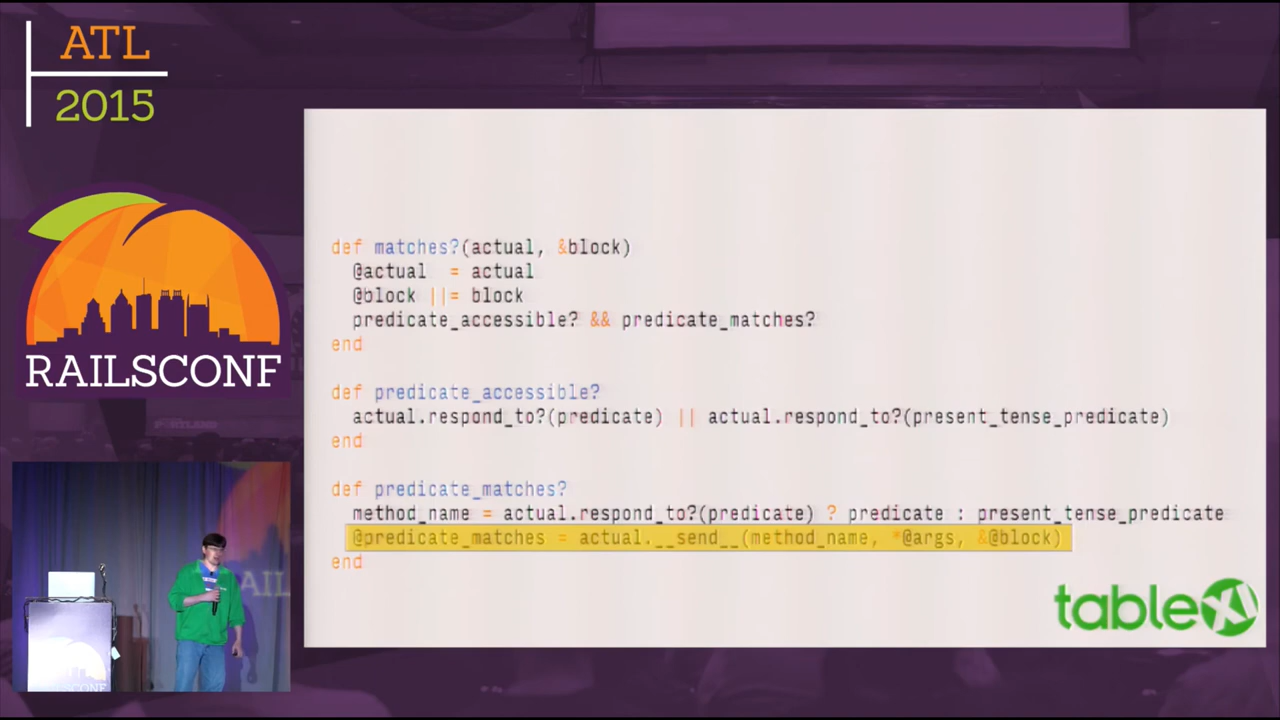 ATL
2015
RAILSCONF
def matches?(actual, &block)
@actual = actual
@block ||= block
predicate_accessible? && predicate_matches?
end
def predicate_accessible?
actual.respond_to?(predicate) || actual.respond_to?(present_tense_predicate)
end
def predicate_matches?
method_name = actual.respond_to?(predicate) ? predicate : present_tense_predicate
@predicate_matches = actual.__send__(method_name, *@args, &@block)
end
tableXI
RAILSCONF